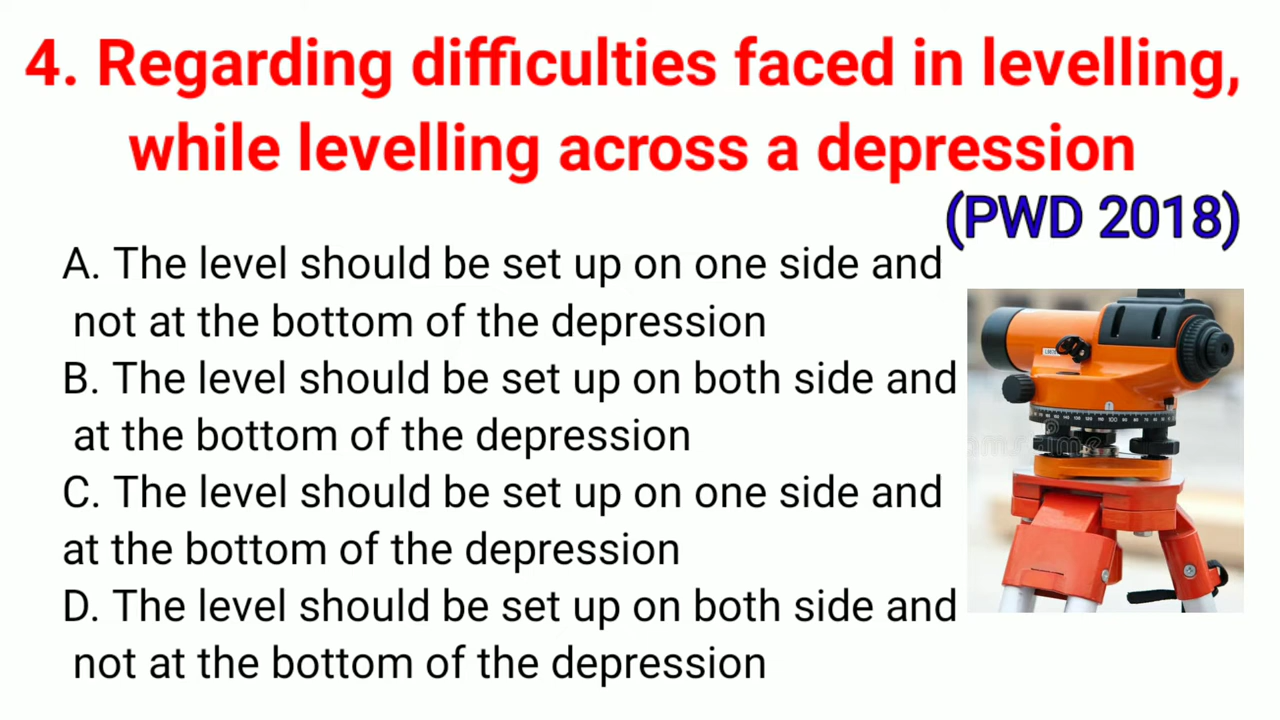 4. Regarding difficulties faced in levelling,
while levelling across a depression
(PWD 2018)
A. The level should be set up on one side and
not at the bottom of the depression
B. The level should be set up on both side and
at the bottom of the depression
C. The level should be set up on one side and
at the bottom of the depression
D. The level should be set up on both side and
not at the bottom of the depression